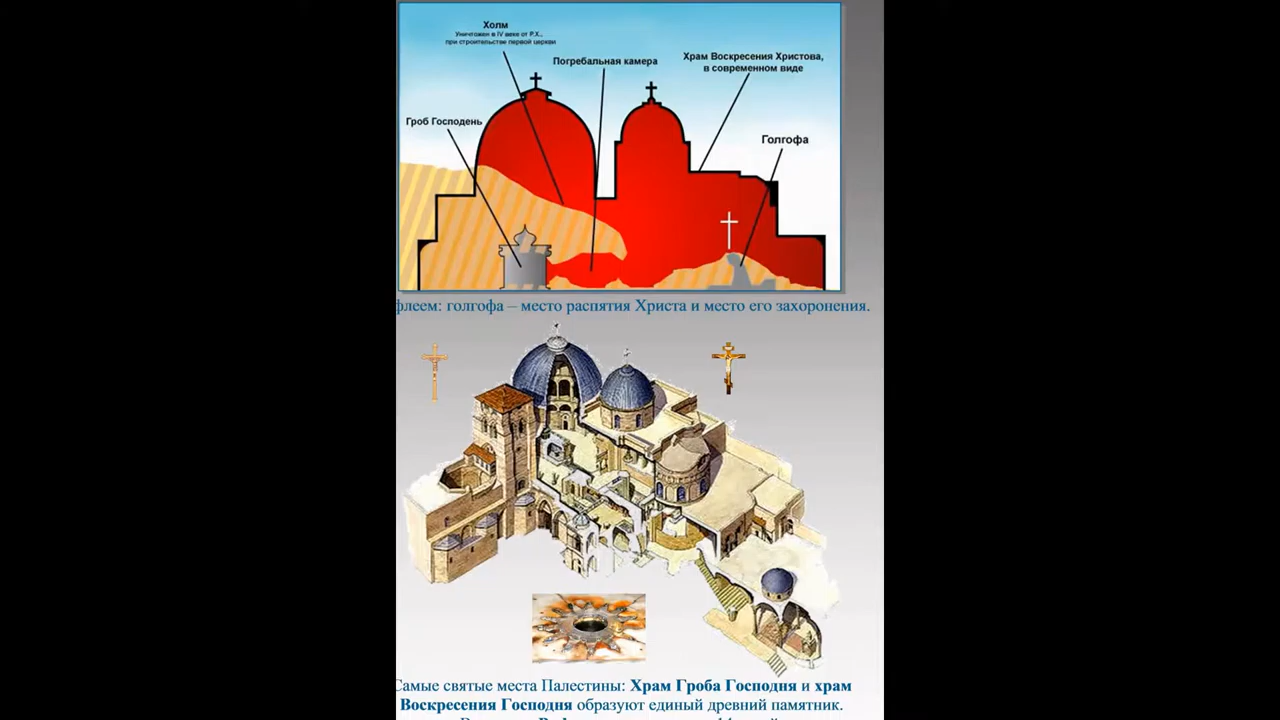 Холм
Уничтожен в IV веке от Р.Х.,
при строительстве первой церкви
Погребальная камера
Храм Воскресения Христова,
в современном виде
Гроб Господень
Голгофа
флеем: голгофа – место распятия Христа и место его захоронения.
Самые святые места Палестины: Храм Гроба Господня и храм
Воскресения Господня образуют единый древний памятник.